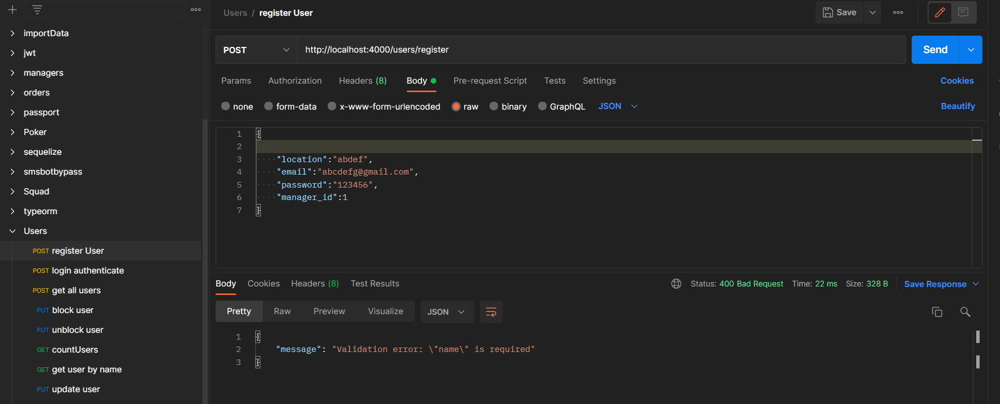 importData
jwt
managers
orders
passport
Poker
sequelize
smsbotbypass
Squad
typeorm
Users
POST register User
POST login authenticate
POST get all users
PUT block user
PUT unblock user
GET countUsers
GET get user by name
PUT update user
Users / register User
Save
POST http://localhost:4000/users/register Send
Params Authorization Headers (8) Body Pre-request Script Tests Settings Cookies
none form-data x-www-form-urlencoded raw binary GraphQL JSON Beautify
1 {
2
3 "location":"abdef",
4 "email":"abcdefg@gmail.com",
5 "password":"123456",
6 "manager_id":1
7 }
Body Cookies Headers (8) Test Results Status: 400 Bad Request Time: 22 ms Size: 328 B Save Response
Pretty Raw Preview Visualize JSON
1 {
2 "message": "Validation error: \"name\" is required"
3 }